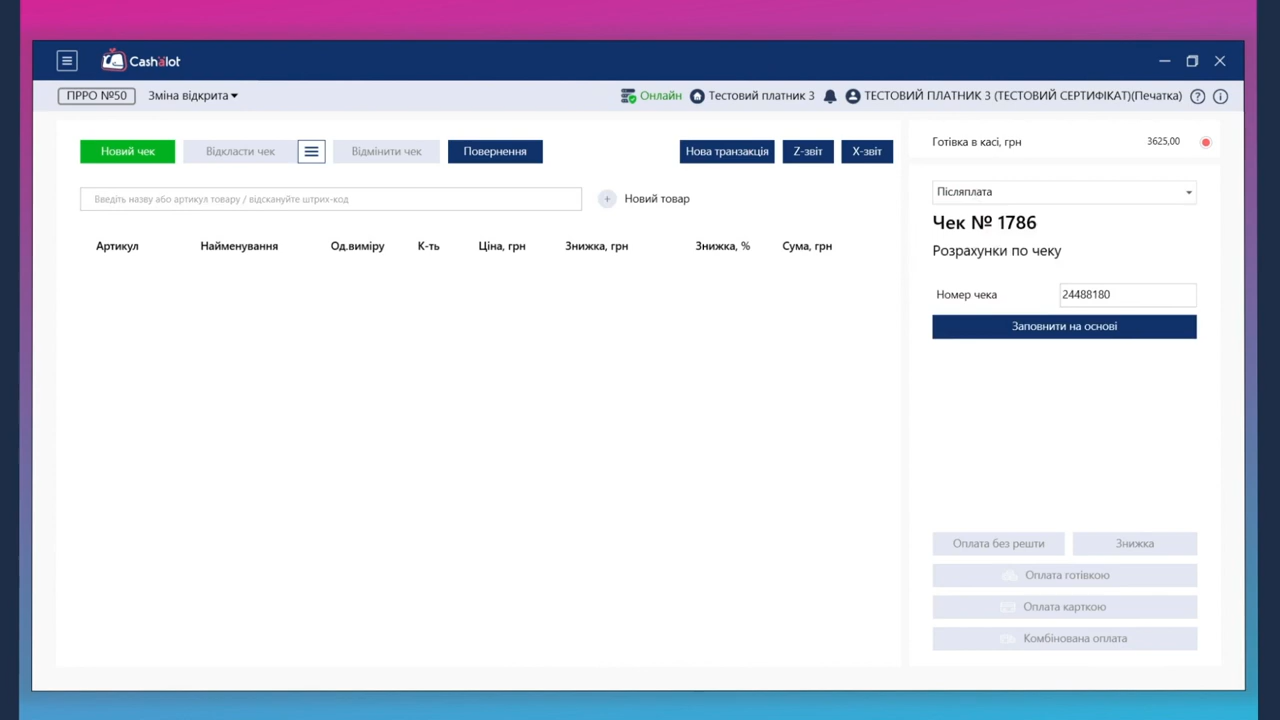 Cashalot
ПРРО №50 Зміна відкрита Онлайн Тестовий платник 3 ТЕСТОВИЙ ПЛАТНИК 3 (ТЕСТОВИЙ СЕРТИФІКАТ)(Печатка)
Новий чек Відкласти чек Відмінити чек Повернення Нова транзакція Z-звіт X-звіт
Введіть назву або артикул товару / відскануйте штрих-код Новий товар
Артикул Найменування Од.виміру К-ть Ціна, грн Знижка, грн Знижка, % Сума, грн
Готівка в касі, грн 3625,00
Післяплата
Чек № 1786
Розрахунки по чеку
Номер чека 24488180
Заповнити на основі
Оплата без решти Знижка
Оплата готівкою
Оплата карткою
Комбінована оплата